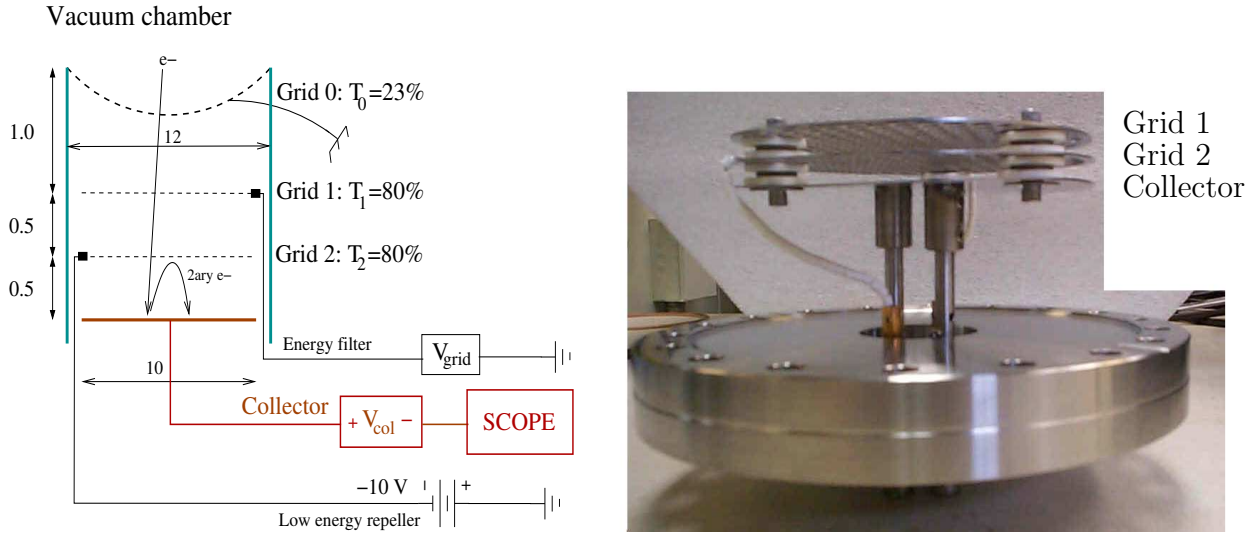 Vacuum chamber
e−
Grid 0: T0=23%
1.0
12
Grid 1: T1=80%
0.5
Grid 2: T2=80%
2ary e−
0.5
Energy filter
Vgrid
10
Collector
+ Vcol −
SCOPE
−10 V
- +
Low energy repeller
Grid 1
Grid 2
Collector